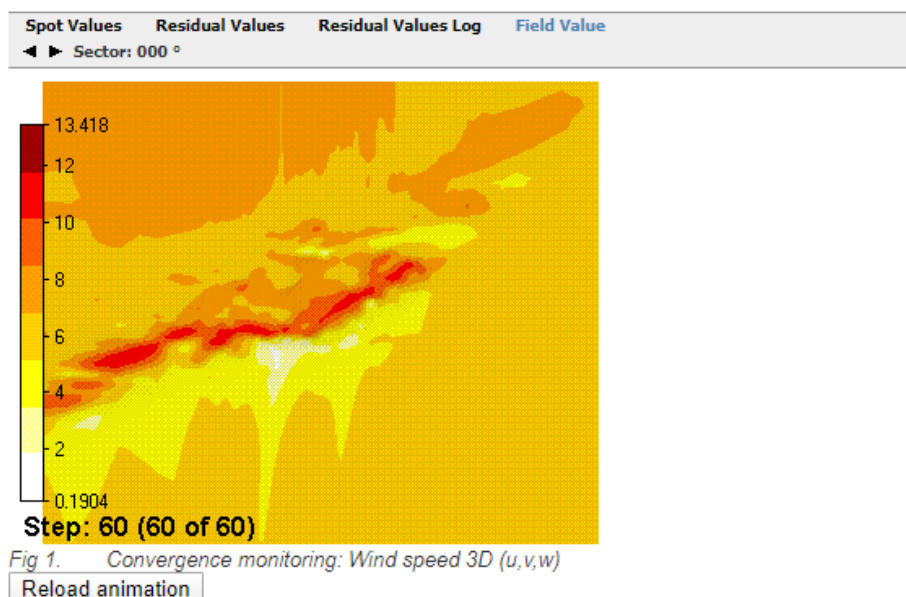 Spot Values Residual Values Residual Values Log Field Value
Sector: 000 °
13.418
12
10
8
6
4
2
0.1904
Step: 60 (60 of 60)
Fig 1. Convergence monitoring: Wind speed 3D (u,v,w)
Reload animation